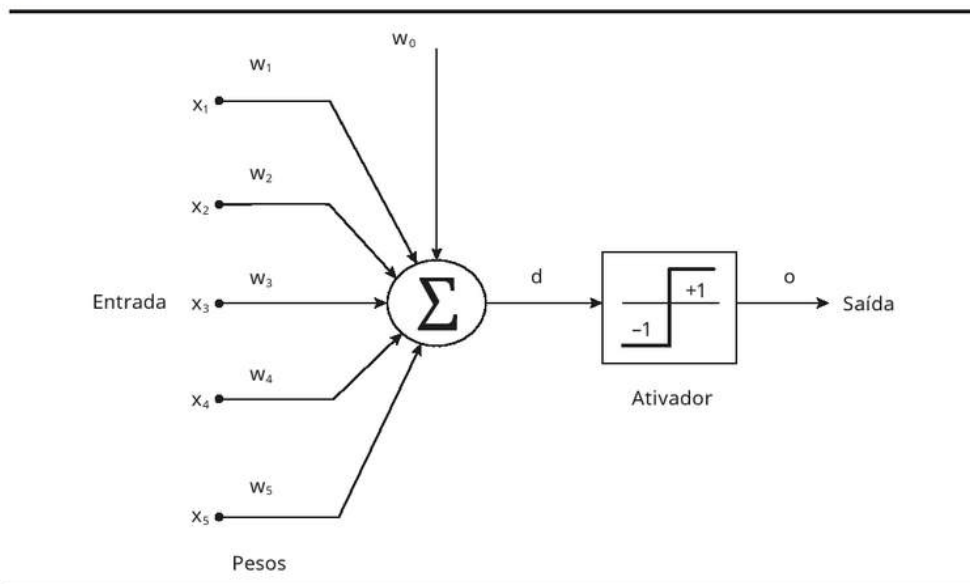 w₀
w₁
x₁
w₂
x₂
w₃
Entrada x₃
Σ
d
+1
−1
o
Saída
Ativador
w₄
x₄
w₅
x₅
Pesos